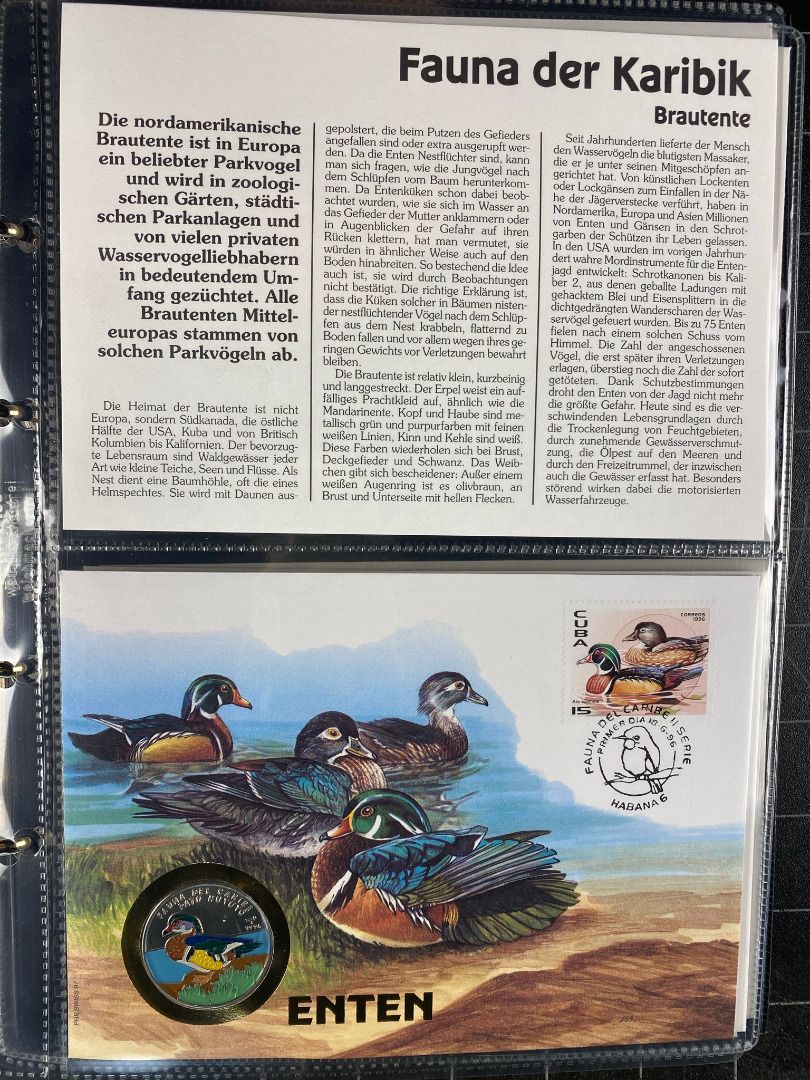 Fauna der Karibik
Brautente
Die nordamerikanische
Brautente ist in Europa
ein beliebter Parkvogel
und wird in zoologi-
schen Gärten, städti-
schen Parkanlagen und
von vielen privaten
Wasservogelliebhabern
in bedeutendem Um-
fang gezüchtet. Alle
Brautenten Mittel-
europas stammen von
solchen Parkvögeln ab.
Die Heimat der Brautente ist nicht
Europa, sondern Südkanada, die östliche
Hälfte der USA, Kuba und von Britisch
Kolumbien bis Kalifornien. Der bevorzug-
te Lebensraum sind Waldgewässer jeder
Art wie kleine Teiche, Seen und Flüsse. Als
Nest dient eine Baumhöhle, oft die eines
Helmspechtes. Sie wird mit Daunen aus-
gepolstert, die beim Putzen des Gefieders
angefallen sind oder extra ausgerupft wer-
den. Da die Enten Nestflüchter sind, kann
man sich fragen, wie die Jungvögel nach
dem Schlüpfen vom Baum herunterkom-
men. Da Entenküken schon dabei beob-
achtet wurden, wie sie sich im Wasser an
das Gefieder der Mutter anklammern oder
in Augenblicken der Gefahr auf ihren
Rücken klettern, hat man vermutet, sie
würden in ähnlicher Weise auch auf den
Boden hinabreiten. So bestechend die Idee
auch ist, sie wird durch Beobachtungen
nicht bestätigt. Die richtige Erklärung ist,
dass die Küken solcher in Bäumen nisten-
der nestflüchtender Vögel nach dem Schlüp-
fen aus dem Nest krabbeln, flatternd zu
Boden fallen und vor allem wegen ihres ge-
ringen Gewichts vor Verletzungen bewahrt
bleiben.
Die Brautente ist relativ klein, kurzbeinig
und langgestreckt. Der Erpel weist ein auf-
fälliges Prachtkleid auf, ähnlich wie die
Mandarinente. Kopf und Haube sind me-
tallisch grün und purpurfarben mit feinen
weißen Linien, Kinn und Kehle sind weiß.
Diese Farben wiederholen sich bei Brust,
Deckgefieder und Schwanz. Das Weib-
chen gibt sich bescheidener: Außer einem
weißen Augenring ist es olivbraun, an
Brust und Unterseite mit hellen Flecken.
Seit Jahrhunderten lieferte der Mensch
den Wasservögeln die blutigsten Massaker,
die er je unter seinen Mitgeschöpfen an-
gerichtet hat. Von künstlichen Lockenten
oder Lockgänsen zum Einfallen in der Nä-
he der Jägerverstecke verführt, haben in
Nordamerika, Europa und Asien Millionen
von Enten und Gänsen in den Schrot-
garben der Schützen ihr Leben gelassen.
In den USA wurden im vorigen Jahrhun-
dert wahre Mordinstrumente für die Enten-
jagd entwickelt: Schrotkanonen bis Kali-
ber 2, aus denen geballte Ladungen mit
gehacktem Blei und Eisensplittern in die
dichtgedrängten Wanderscharen der Was-
servögel gefeuert wurden. Bis zu 75 Enten
fielen nach einem solchen Schuss vom
Himmel. Die Zahl der angeschossenen
Vögel, die erst später ihren Verletzungen
erlagen, überstieg noch die Zahl der sofort
getöteten. Dank Schutzbestimmungen
droht den Enten von der Jagd nicht mehr
die größte Gefahr. Heute sind es die ver-
schwindenden Lebensgrundlagen durch
die Trockenlegung von Feuchtgebieten,
durch zunehmende Gewässerverschmut-
zung, die Ölpest auf den Meeren und
durch den Freizeitrummel, der inzwischen
auch die Gewässer erfasst hat. Besonders
störend wirken dabei die motorisierten
Wasserfahrzeuge.
CUBA
CORREOS
1996
15
FAUNA DEL CARIBE II SERIE
PRIMER DIA 18-6-96
HABANA 6
FAUNA DEL CARIBE
1996
ENTEN
PHILSWISS 97